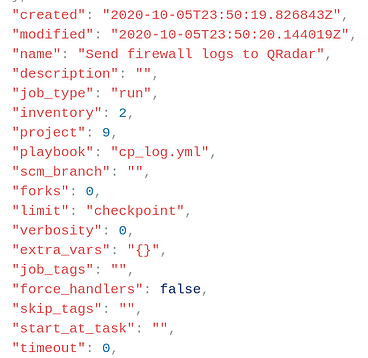 "created": "2020-10-05T23:50:19.826843Z",
"modified": "2020-10-05T23:50:20.144019Z",
"name": "Send firewall logs to QRadar",
"description": "",
"job_type": "run",
"inventory": 2,
"project": 9,
"playbook": "cp_log.yml",
"scm_branch": "",
"forks": 0,
"limit": "checkpoint",
"verbosity": 0,
"extra_vars": "{}",
"job_tags": "",
"force_handlers": false,
"skip_tags": "",
"start_at_task": "",
"timeout": 0,